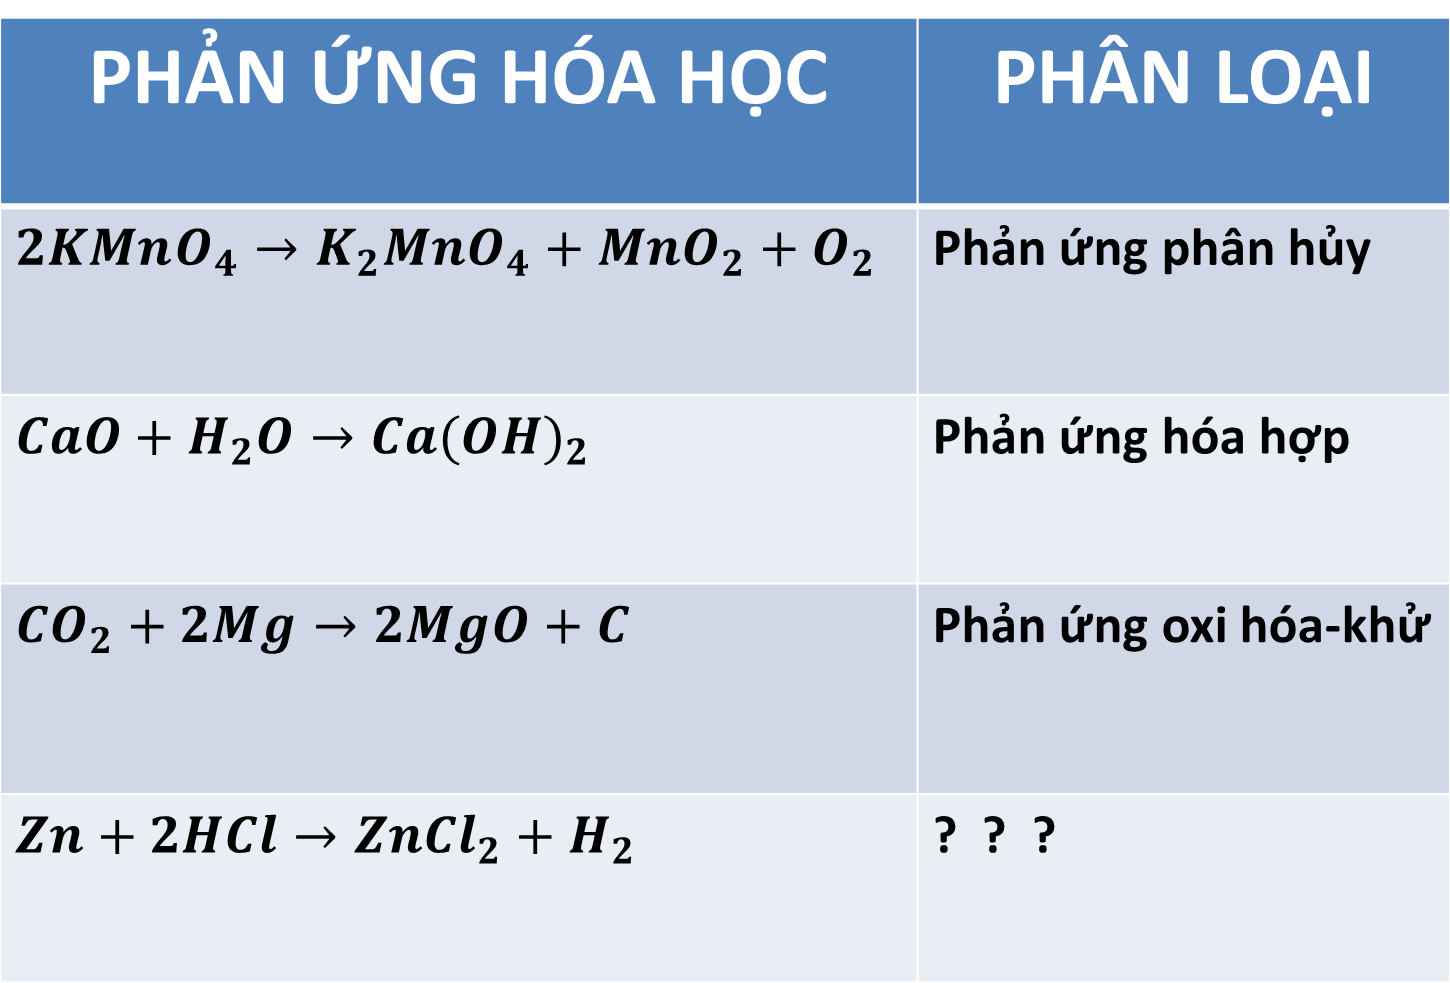 PHẢN ỨNG HÓA HỌC
PHÂN LOẠI
2KMnO₄ → K₂MnO₄ + MnO₂ + O₂
Phản ứng phân hủy
CaO + H₂O → Ca(OH)₂
Phản ứng hóa hợp
CO₂ + 2Mg → 2MgO + C
Phản ứng oxi hóa-khử
Zn + 2HCl → ZnCl₂ + H₂
? ? ?